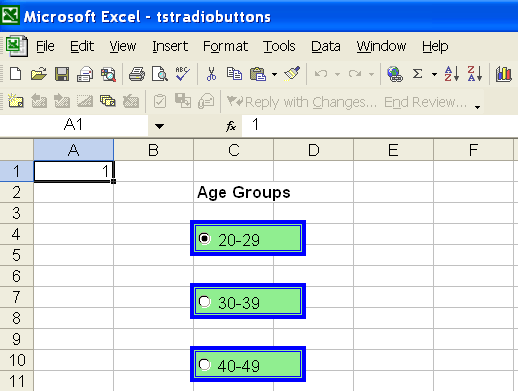 Microsoft Excel - tstradiobuttons
File Edit View Insert Format Tools Data Window Help
ABC Σ A Z Z A
Reply with Changes... End Review...
A1 fx 1
A B C D E F
1 1
2 Age Groups
3
4 20-29
5
6
7 30-39
8
9
10 40-49
11